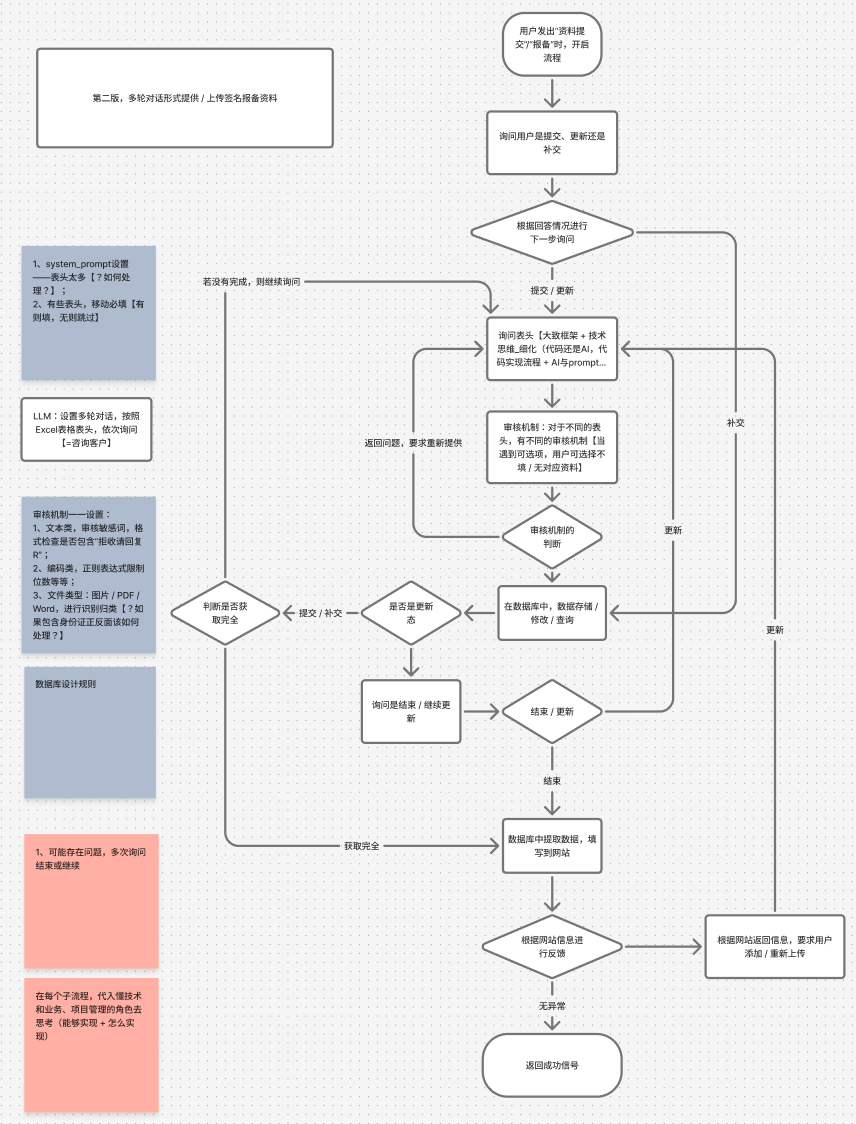 用户发出“资料提
交”/“报备”时，开启
流程
第二版，多轮对话形式提供 / 上传签名报备资料
询问用户是提交、更新还是
补交
根据回答情况进行
下一步询问
1、system_prompt设置
——表头太多【？如何处
理？】；
2、有些表头，移动必填【有
则填，无则跳过】
若没有完成，则继续询问
提交 / 更新
询问表头【大致框架 + 技术
思维_细化（代码还是AI，代
码实现流程 + AI与prompt...
LLM：设置多轮对话，按照
Excel表格表头，依次询问
【=咨询客户】
返回问题，要求重新提供
审核机制：对于不同的表
头，有不同的审核机制【当
遇到可选项，用户可选择不
填 / 无对应资料】
补交
审核机制一一设置：
1、文本类，审核敏感词，格
式检查是否包含“拒收请回复
R”；
2、编码类，正则表达式限制
位数等等；
3、文件类型：图片 / PDF /
Word，进行识别归类【？如
果包含身份证正反面该如何
处理？】
审核机制的
判断
更新
判断是否获
取完全
提交 / 补交
是否是更新
态
在数据库中，数据存储 /
修改 / 查询
更新
数据库设计规则
询问是结束 / 继续更
新
结束 / 更新
结束
1、可能存在问题，多次询问
结束或继续
获取完全
数据库中提取数据，填
写到网站
根据网站信息进
行反馈
根据网站返回信息，要求用户
添加 / 重新上传
在每个子流程，代入懂技术
和业务、项目管理的角色去
思考（能够实现 + 怎么实
现）
无异常
返回成功信号